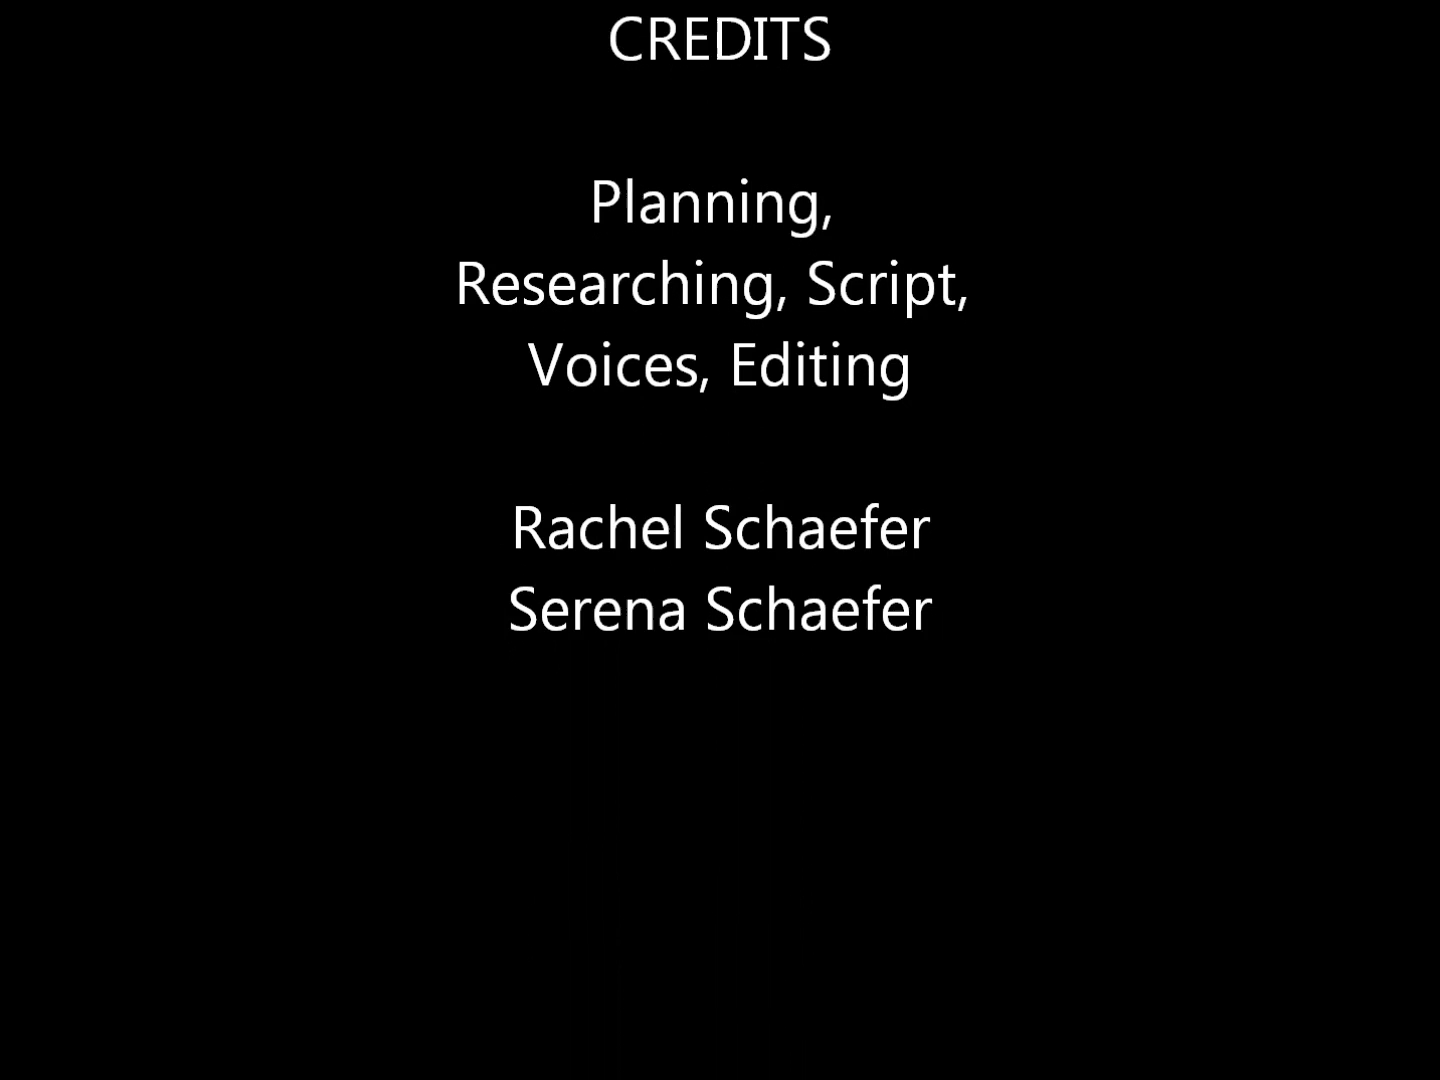 CREDITS
Planning,
Researching, Script,
Voices, Editing
Rachel Schaefer
Serena Schaefer